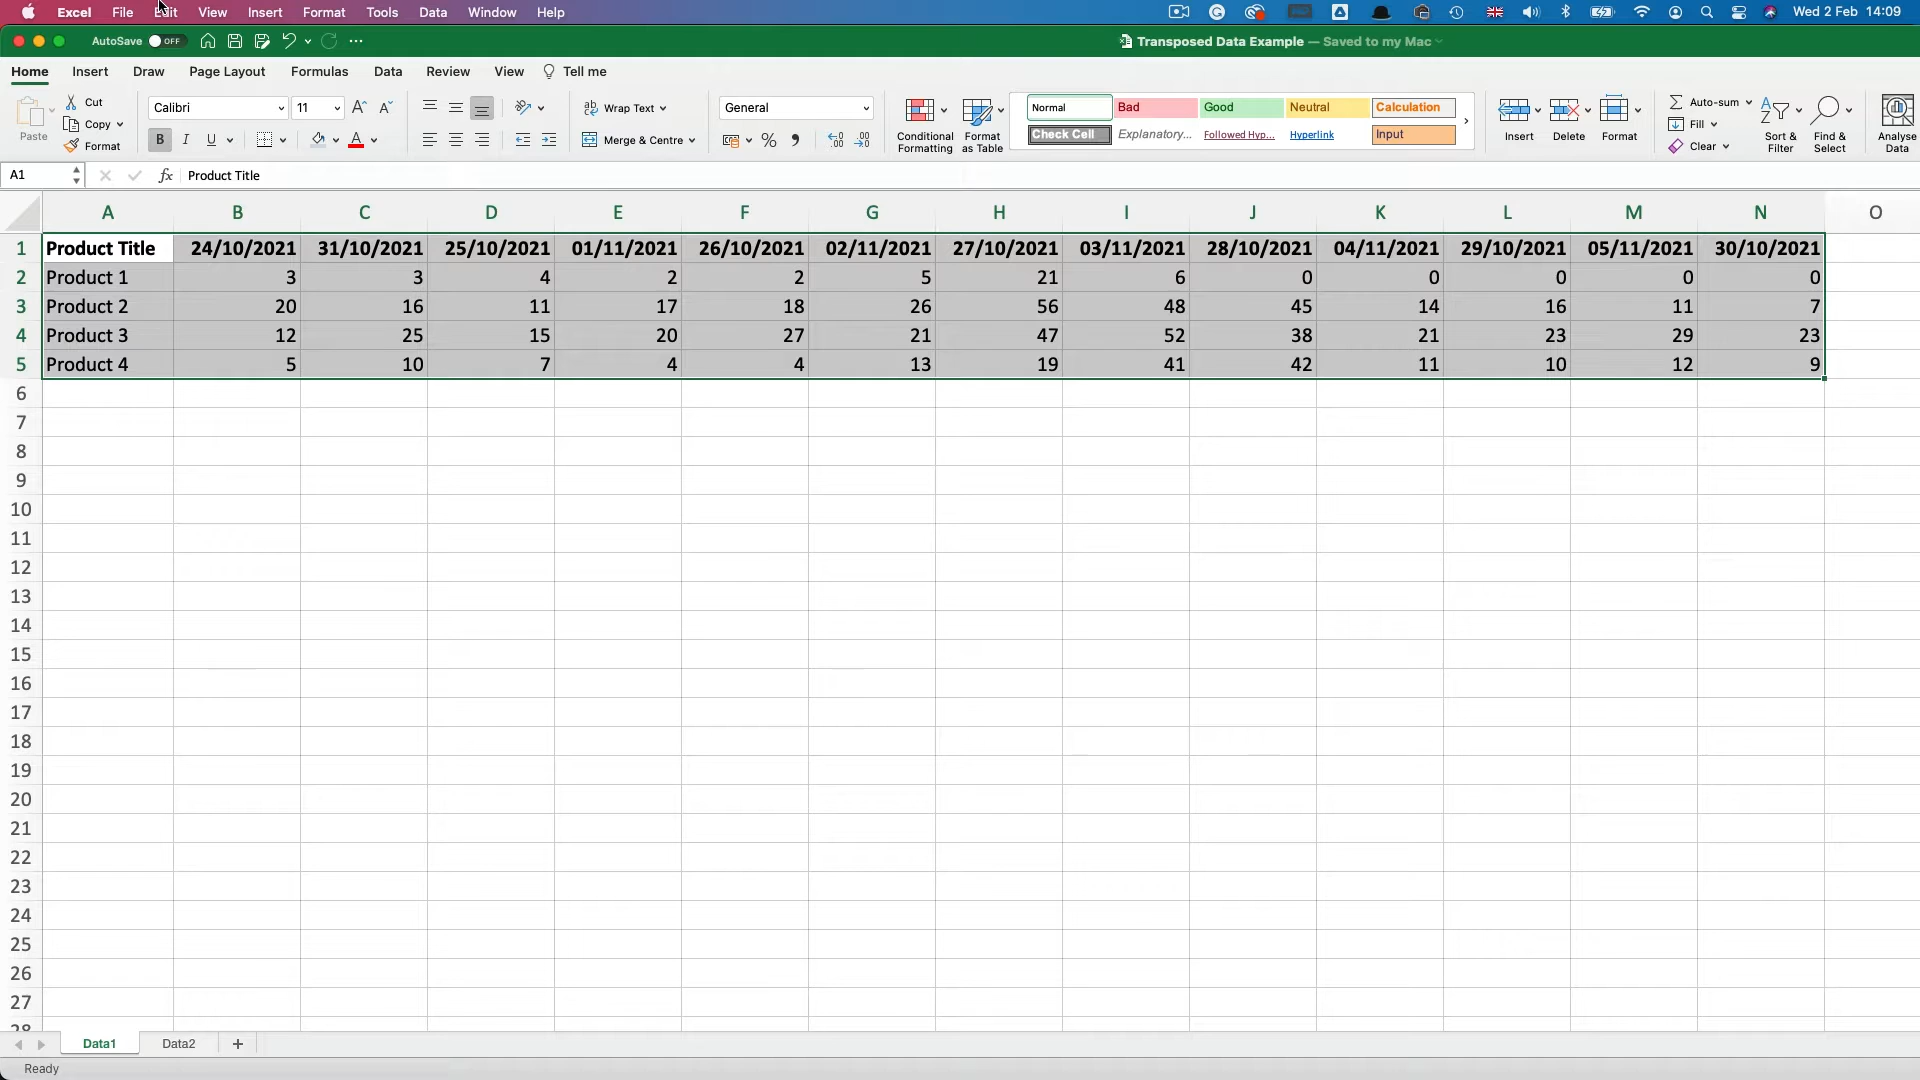 Excel File Edit View Insert Format Tools Data Window Help Wed 2 Feb 14:09
AutoSave OFF Transposed Data Example — Saved to my Mac
Home Insert Draw Page Layout Formulas Data Review View Tell me
Paste Cut Copy Format
Calibri 11
B I U A
Wrap Text
Merge & Centre
General
Conditional Formatting
Format as Table
Normal Bad Good Neutral Calculation
Check Cell Explanatory... Followed Hyp... Hyperlink Input
Insert Delete Format
Auto-sum
Fill
Clear
Sort & Filter
Find & Select
Analyse Data
A1 fx Product Title
A B C D E F G H I J K L M N O
1 Product Title 24/10/2021 31/10/2021 25/10/2021 01/11/2021 26/10/2021 02/11/2021 27/10/2021 03/11/2021 28/10/2021 04/11/2021 29/10/2021 05/11/2021 30/10/2021
2 Product 1 3 3 4 2 2 5 21 6 0 0 0 0 0
3 Product 2 20 16 11 17 18 26 56 48 45 14 16 11 7
4 Product 3 12 25 15 20 27 21 47 52 38 21 23 29 23
5 Product 4 5 10 7 4 4 13 19 41 42 11 10 12 9
6
7
8
9
10
11
12
13
14
15
16
17
18
19
20
21
22
23
24
25
26
27
28
Data1 Data2 +
Ready